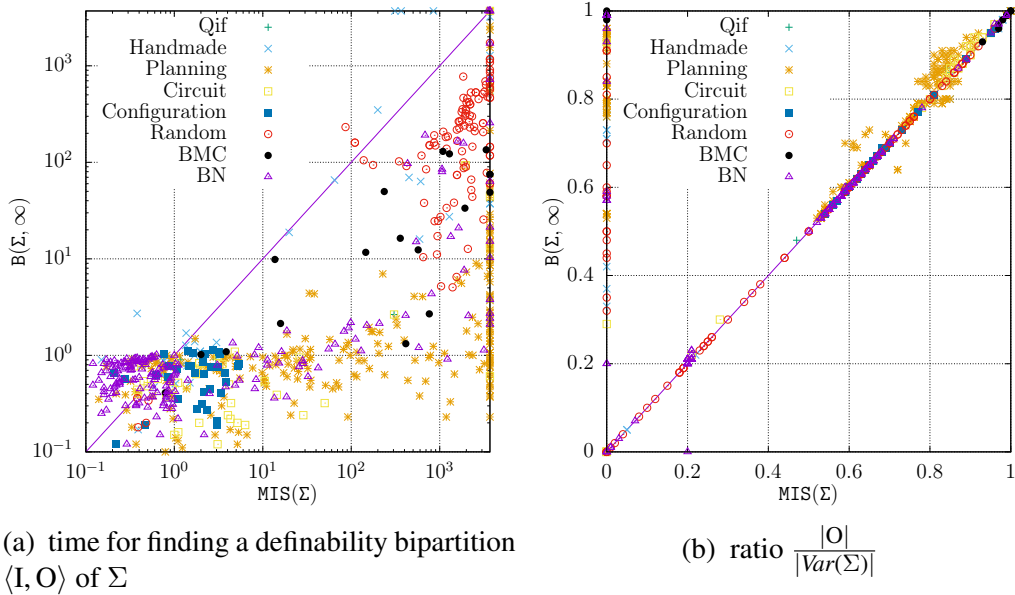 Qif
Handmade
Planning
Circuit
Configuration
Random
BMC
BN
10³
10²
10¹
10⁰
10⁻¹
10⁻¹ 10⁰ 10¹ 10² 10³
B(Σ, ∞)
MIS(Σ)
(a) time for finding a definability bipartition
⟨I, O⟩ of Σ
Qif
Handmade
Planning
Circuit
Configuration
Random
BMC
BN
1
0.8
0.6
0.4
0.2
0
0 0.2 0.4 0.6 0.8 1
B(Σ, ∞)
MIS(Σ)
(b) ratio |O| / |Var(Σ)|